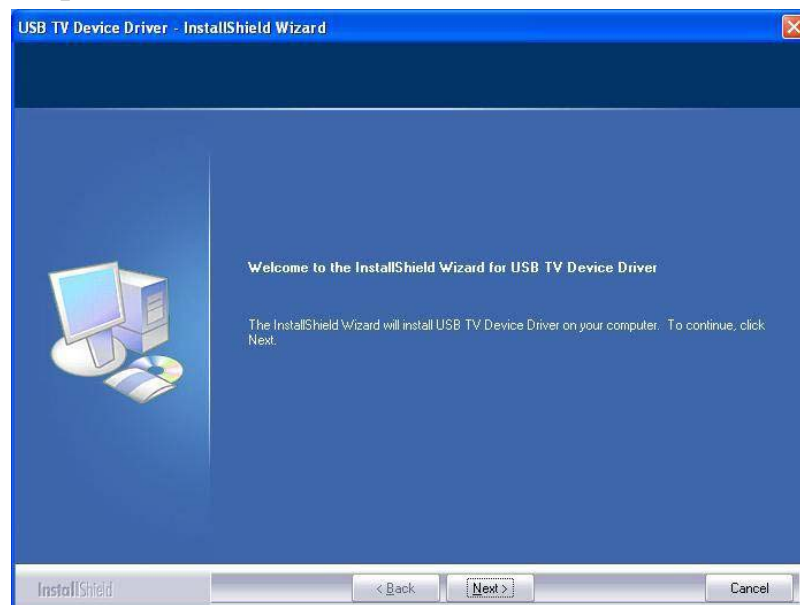 USB TV Device Driver - InstallShield Wizard
Welcome to the InstallShield Wizard for USB TV Device Driver
The InstallShield Wizard will install USB TV Device Driver on your computer. To continue, click
Next.
InstallShield
< Back
Next >
Cancel